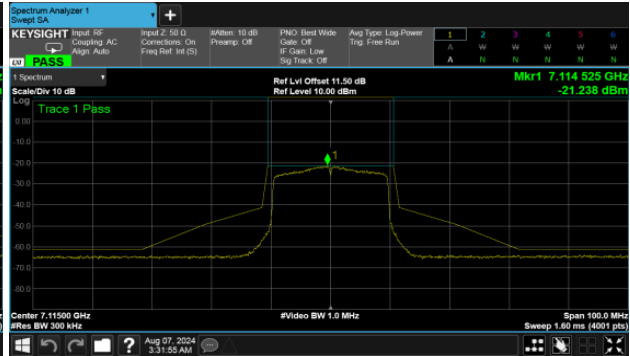 Spectrum Analyzer 1
Swept SA
KEYSIGHT Input: RF
Coupling: AC
Align: Auto
Input Z: 50 Ω
Corrections: On
Freq Ref: Int (S)
#Atten: 10 dB
Preamp: Off
PNO: Best Wide
Gate: Off
IF Gain: Low
Sig Track: Off
Avg Type: Log-Power
Trig: Free Run
1 2 3 4 5 6
A W W W W W
A N N N N N
EXT PASS
1 Spectrum
Scale/Div 10 dB
Ref Lvl Offset 11.50 dB
Ref Level 10.00 dBm
Mkr1 7.114 525 GHz
-21.238 dBm
Log
Trace 1 Pass
0.00
-10.0
-20.0
-30.0
-40.0
-50.0
-60.0
-70.0
-80.0
1
Center 7.11500 GHz
#Res BW 300 kHz
#Video BW 1.0 MHz
Span 100.0 MHz
Sweep 1.60 ms (4001 pts)
Aug 07, 2024
3:31:55 AM